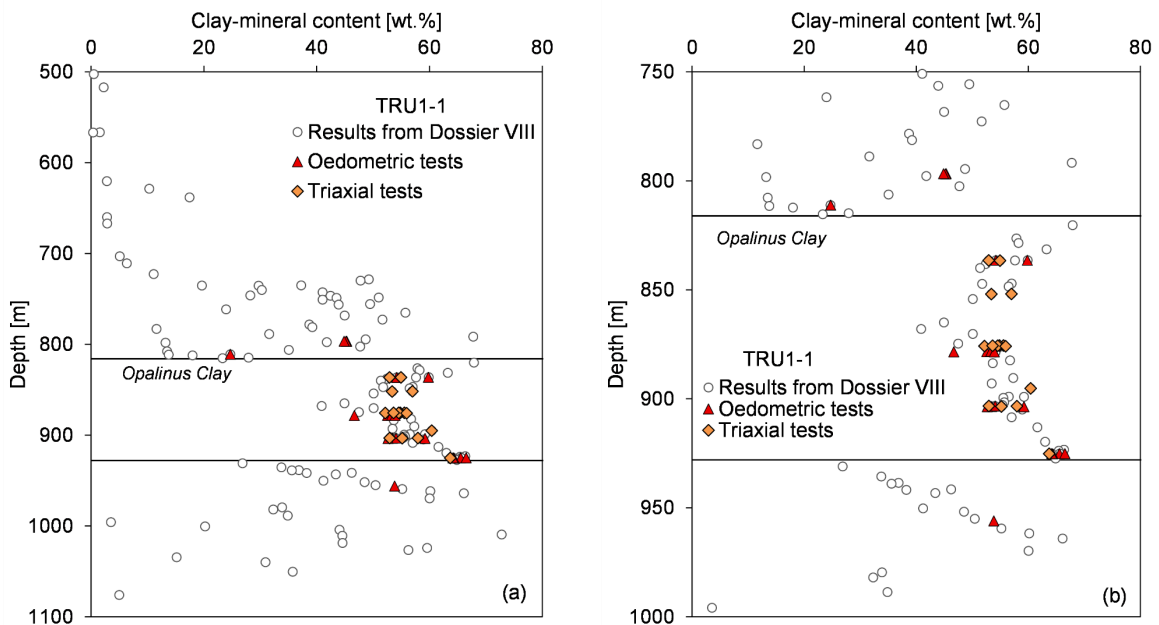 Clay-mineral content [wt.%]
0 20 40 60 80
500
600
700
800
900
1000
1100
Depth [m]
TRU1-1
Results from Dossier VIII
Oedometric tests
Triaxial tests
Opalinus Clay
(a)
Clay-mineral content [wt.%]
0 20 40 60 80
750
800
850
900
950
1000
Depth [m]
Opalinus Clay
TRU1-1
Results from Dossier VIII
Oedometric tests
Triaxial tests
(b)